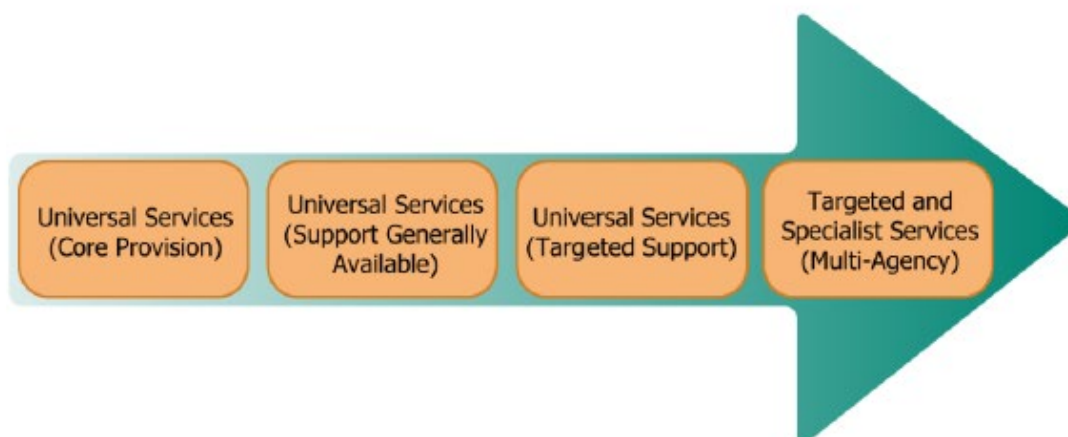 Universal Services
(Core Provision)
Universal Services
(Support Generally
Available)
Universal Services
(Targeted Support)
Targeted and
Specialist Services
(Multi-Agency)